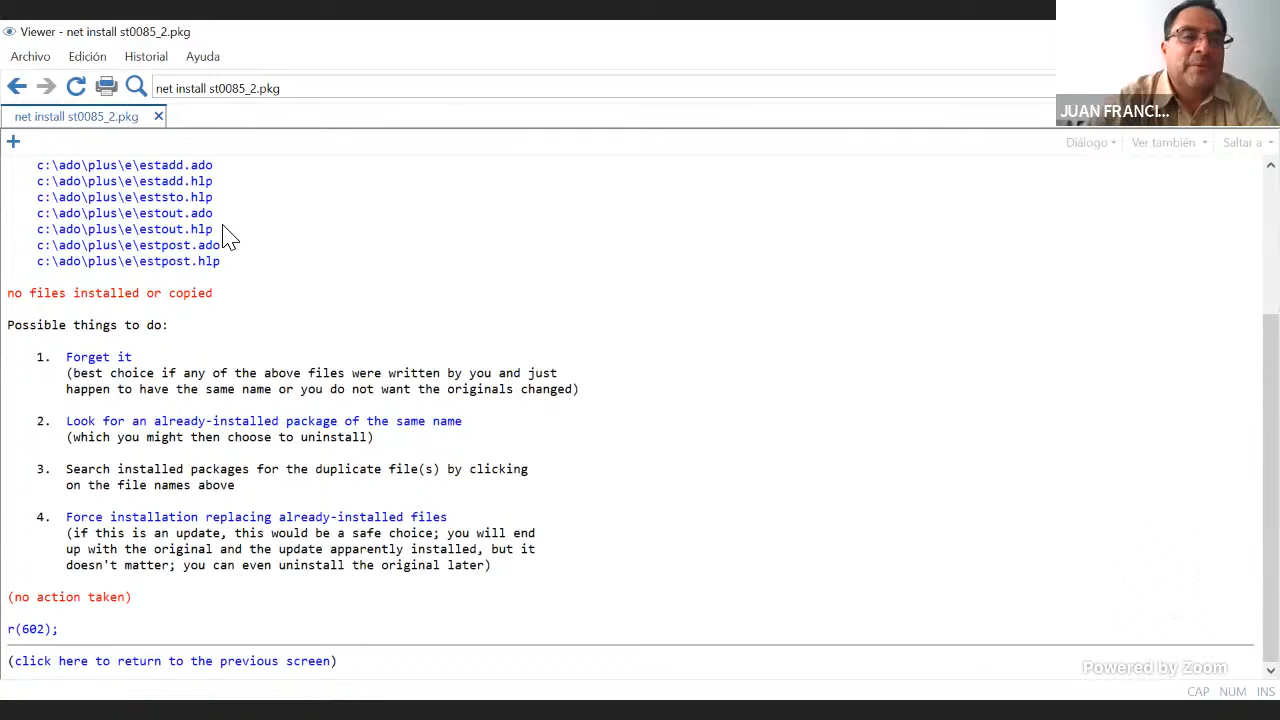 Viewer - net install st0085_2.pkg
Archivo Edición Historial Ayuda
net install st0085_2.pkg
JUAN FRANCI...
net install st0085_2.pkg
Diálogo Ver también Saltar a
c:\ado\plus\e\estadd.ado
c:\ado\plus\e\estadd.hlp
c:\ado\plus\e\eststo.hlp
c:\ado\plus\e\estout.ado
c:\ado\plus\e\estout.hlp
c:\ado\plus\e\estpost.ado
c:\ado\plus\e\estpost.hlp
no files installed or copied
Possible things to do:
1. Forget it
(best choice if any of the above files were written by you and just
happen to have the same name or you do not want the originals changed)
2. Look for an already-installed package of the same name
(which you might then choose to uninstall)
3. Search installed packages for the duplicate file(s) by clicking
on the file names above
4. Force installation replacing already-installed files
(if this is an update, this would be a safe choice; you will end
up with the original and the update apparently installed, but it
doesn't matter; you can even uninstall the original later)
(no action taken)
r(602);
(click here to return to the previous screen)
Powered by Zoom
CAP NUM INS